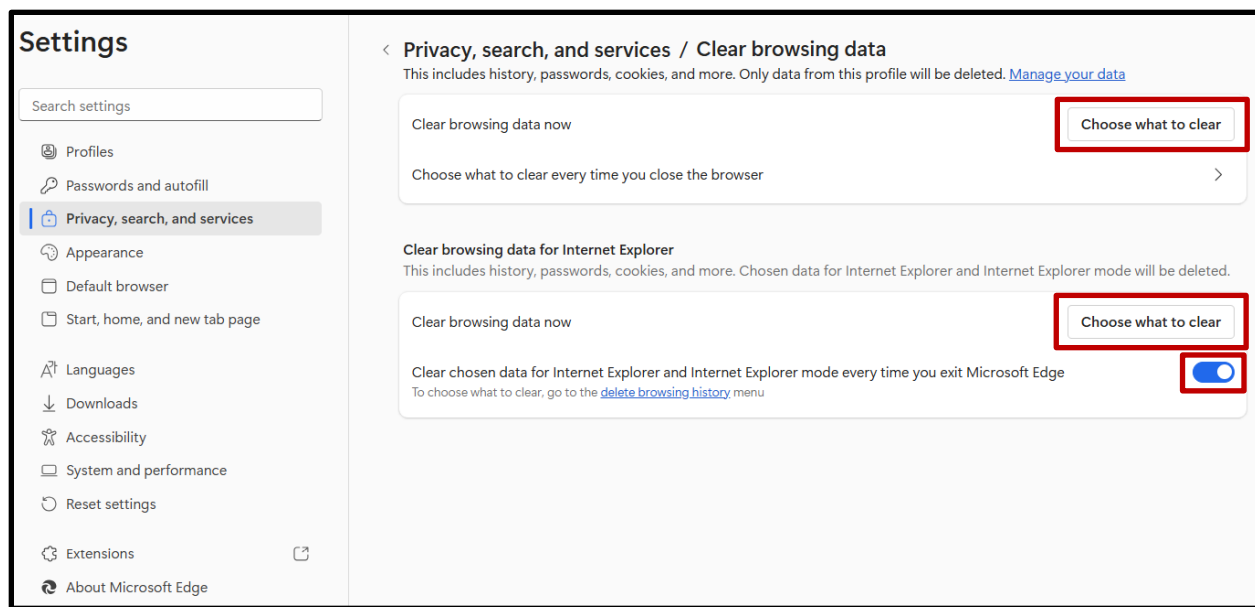 Settings
Search settings
Profiles
Passwords and autofill
Privacy, search, and services
Appearance
Default browser
Start, home, and new tab page
Languages
Downloads
Accessibility
System and performance
Reset settings
Extensions
About Microsoft Edge
Privacy, search, and services / Clear browsing data
This includes history, passwords, cookies, and more. Only data from this profile will be deleted. Manage your data
Clear browsing data now Choose what to clear
Choose what to clear every time you close the browser
Clear browsing data for Internet Explorer
This includes history, passwords, cookies, and more. Chosen data for Internet Explorer and Internet Explorer mode will be deleted.
Clear browsing data now Choose what to clear
Clear chosen data for Internet Explorer and Internet Explorer mode every time you exit Microsoft Edge
To choose what to clear, go to the delete browsing history menu